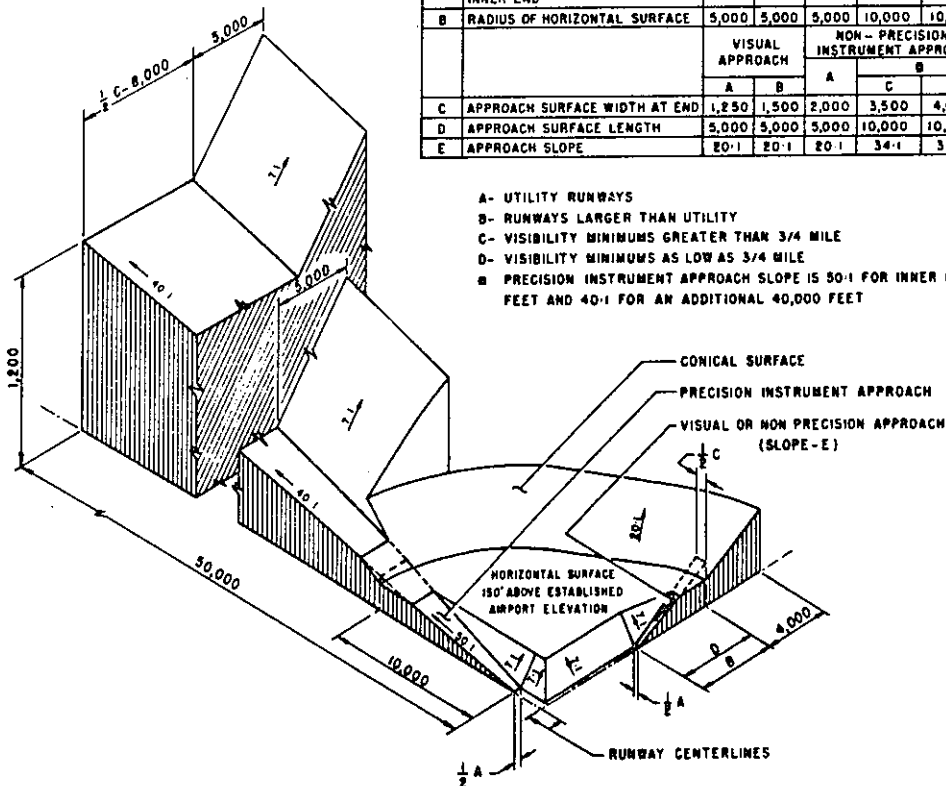 INNER END
B RADIUS OF HORIZONTAL SURFACE 5,000 5,000 5,000 10,000
VISUAL APPROACH NON-PRECISION
INSTRUMENT
A B A B
C
C APPROACH SURFACE WIDTH AT END 1,250 1,500 2,000 3,500
D APPROACH SURFACE LENGTH 5,000 5,000 5,000 10,000
E APPROACH SLOPE 20:1 20:1 20:1 34:1
A- UTILITY RUNWAYS
B- RUNWAYS LARGER THAN UTILITY
C- VISIBILITY MINIMUMS GREATER THAN 3/4 MILE
D- VISIBILITY MINIMUMS AS LOW AS 3/4 MILE
PRECISION INSTRUMENT APPROACH SLOPE IS 50:1 FOR INNER
FEET AND 40:1 FOR AN ADDITIONAL 40,000 FEET
5,000
1/2 C-8,000
7:1
40:1
5,000
1,200
7:1
40:1
CONICAL SURFACE
PRECISION INSTRUMENT APPROACH
VISUAL OR NON PRECISION APPROACH
(SLOPE-E)
1/2 C
20:1
50,000
HORIZONTAL SURFACE
150' ABOVE ESTABLISHED
AIRPORT ELEVATION
50:1
7:1
7:1
7:1
7:1
7:1
10,000
4,000
D
B
1/2 A
RUNWAY CENTERLINES
1/2 A